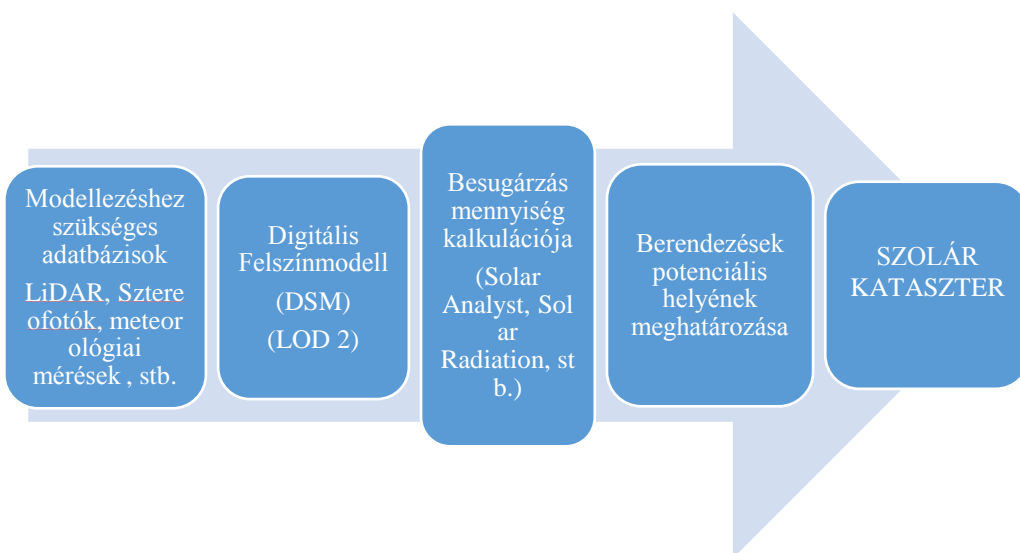 Modellezéshez
szükséges
adatbázisok
LiDAR, Sztere
ofotók, meteor
ológiai
mérések , stb.
Digitális
Felszínmodell
(DSM)
(LOD 2)
Besugárzás
mennyiség
kalkulációja
(Solar
Analyst, Sol
ar
Radiation, st
b.)
Berendezések
potenciális
helyének
meghatározása
SZOLÁR
KATASZTER